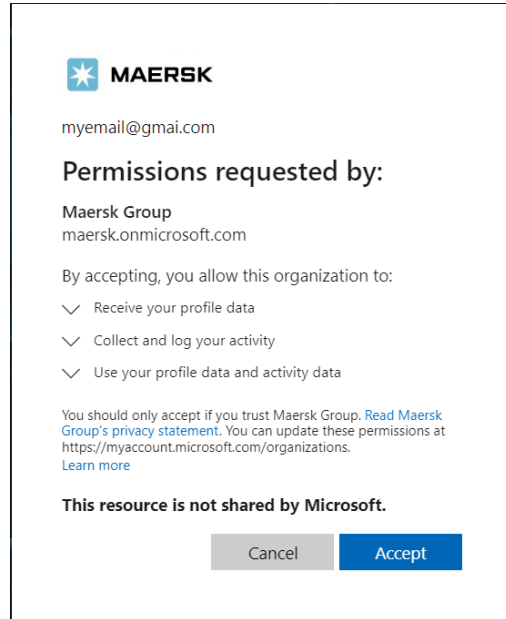 MAERSK
myemail@gmai.com
Permissions requested by:
Maersk Group
maersk.onmicrosoft.com
By accepting, you allow this organization to:
Receive your profile data
Collect and log your activity
Use your profile data and activity data
You should only accept if you trust Maersk Group. Read Maersk
Group's privacy statement. You can update these permissions at
https://myaccount.microsoft.com/organizations.
Learn more
This resource is not shared by Microsoft.
Cancel
Accept